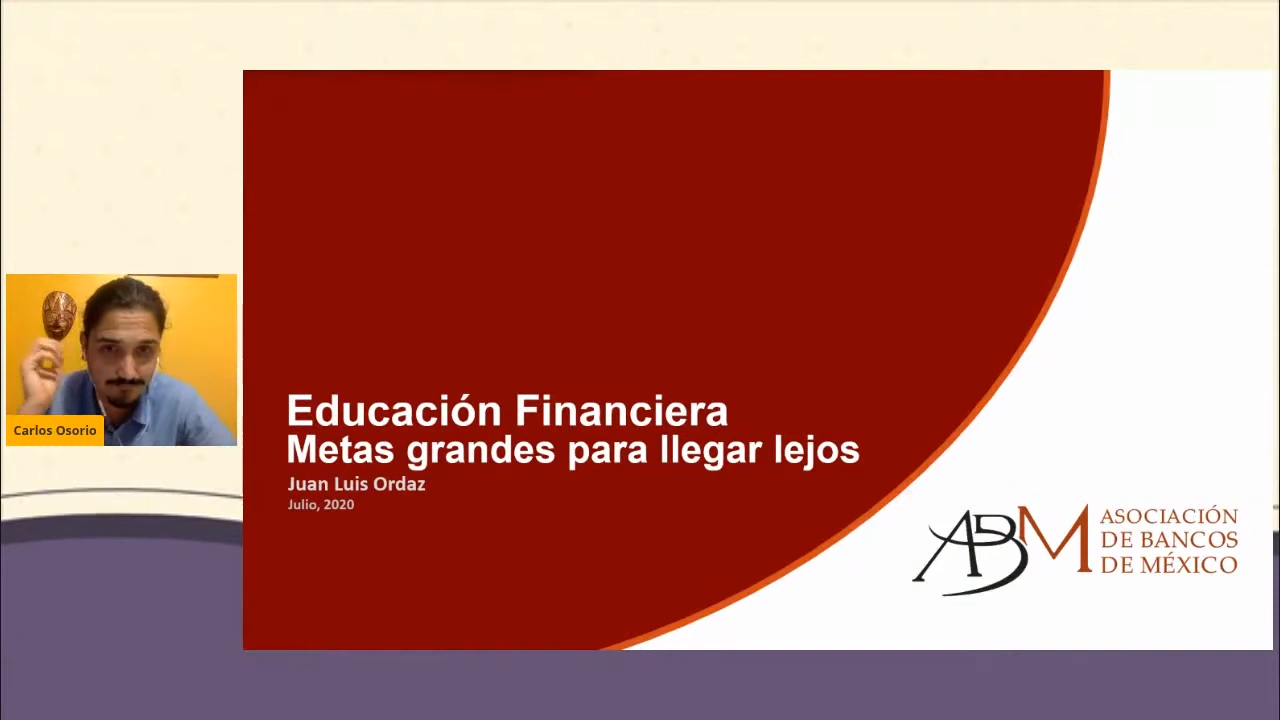 Educación Financiera
Metas grandes para llegar lejos
Juan Luis Ordaz
Julio, 2020
Carlos Osorio
ABM
ASOCIACIÓN
DE BANCOS
DE MÉXICO